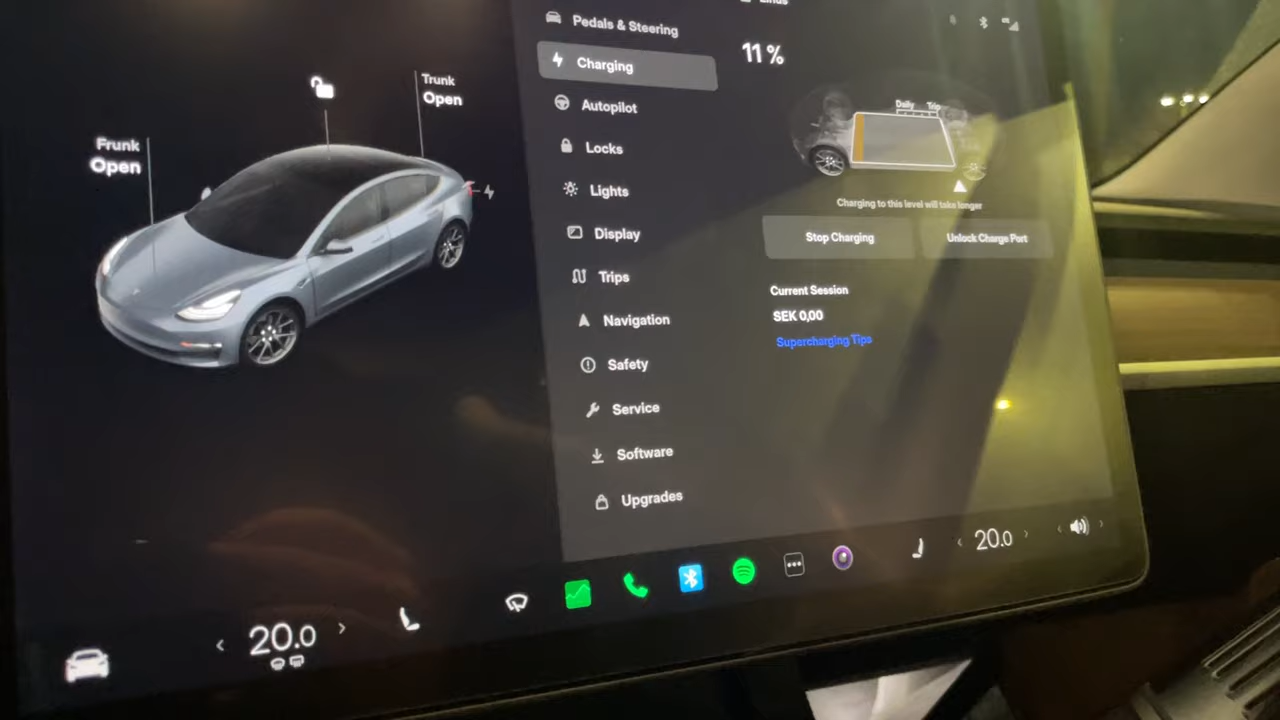 Pedals & Steering
Charging
Autopilot
Locks
Lights
Display
Trips
Navigation
Safety
Service
Software
Upgrades
Trunk
Open
Frunk
Open
11 %
Daily Trip
Charging to this level will take longer
Stop Charging
Unlock Charge Port
Current Session
SEK 0,00
Supercharging Tips
20.0
20.0